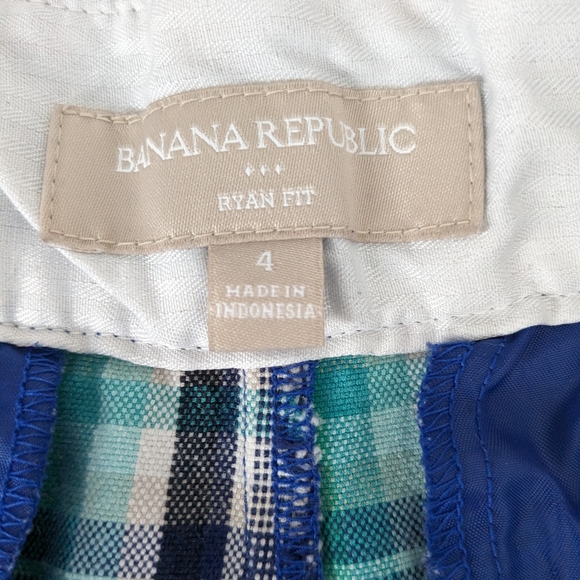 BANANA REPUBLIC
RYAN FIT
4
MADE IN
INDONESIA